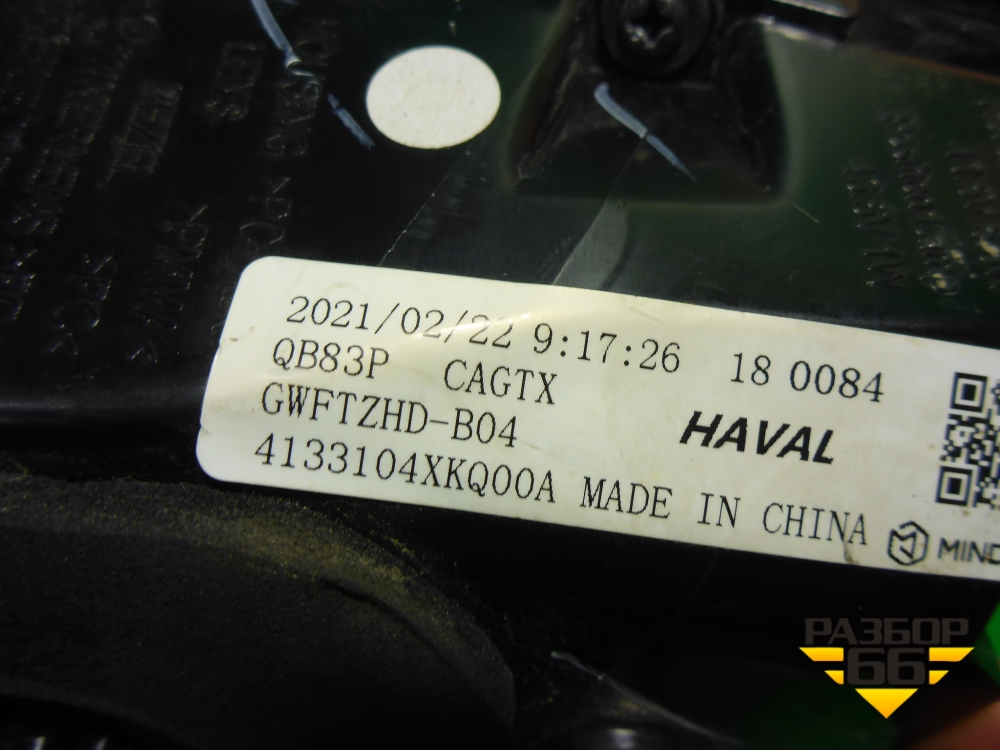 2021/02/22 9:17:26 18 0084
QB83P CAGTX
GWFTZHD-B04
HAVAL
4133104XKQ00A MADE IN CHINA
MIND
РАЗБОР
66